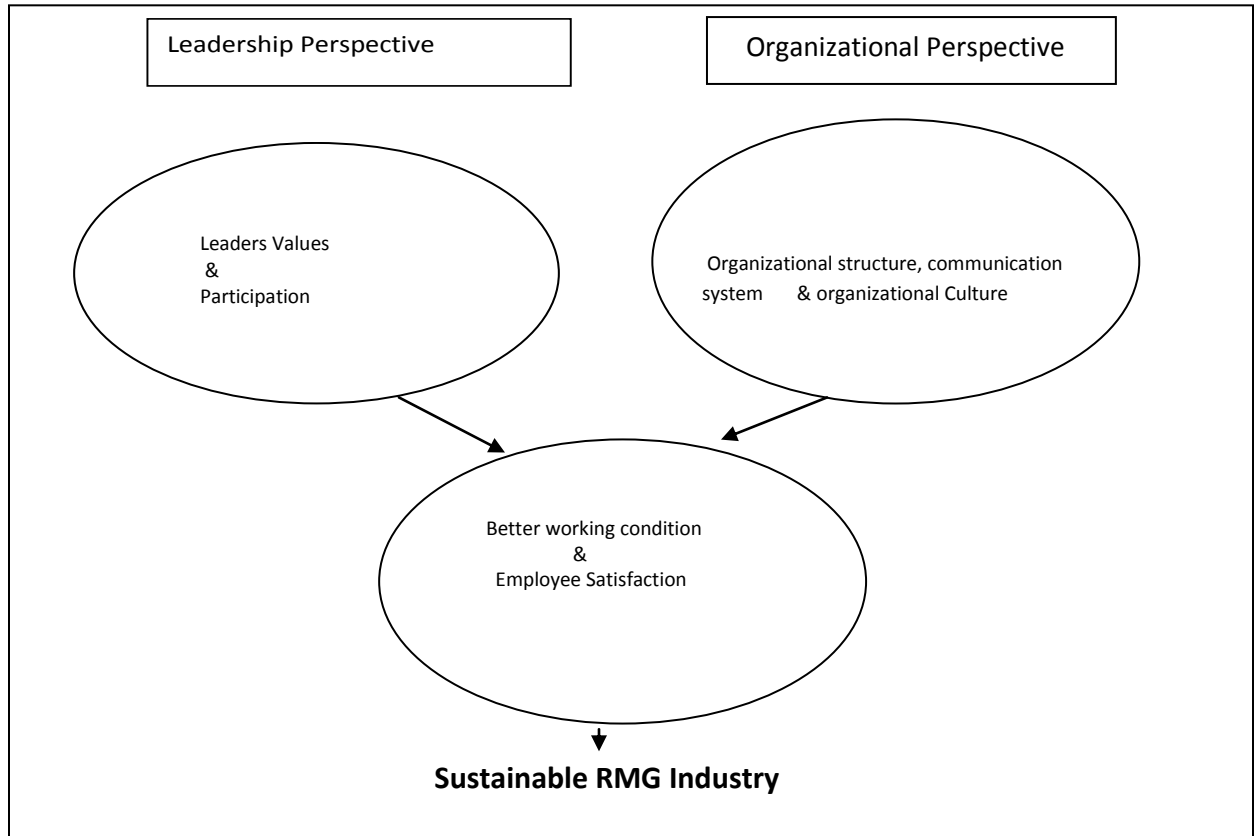 Leadership Perspective
Organizational Perspective
Leaders Values
&
Participation
Organizational structure, communication
system & organizational Culture
Better working condition
&
Employee Satisfaction
Sustainable RMG Industry